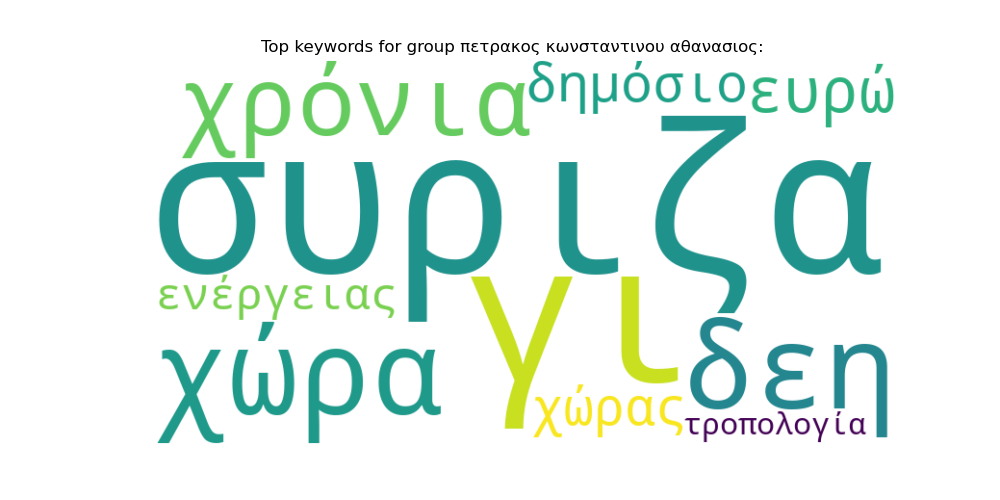 Top keywords for group πετρακος κωνσταντινου αθανασιος:
χρόνια δημόσιο ευρώ
συριζα
ενέργειας γι
χώρα δεη
χώρας τροπολογία